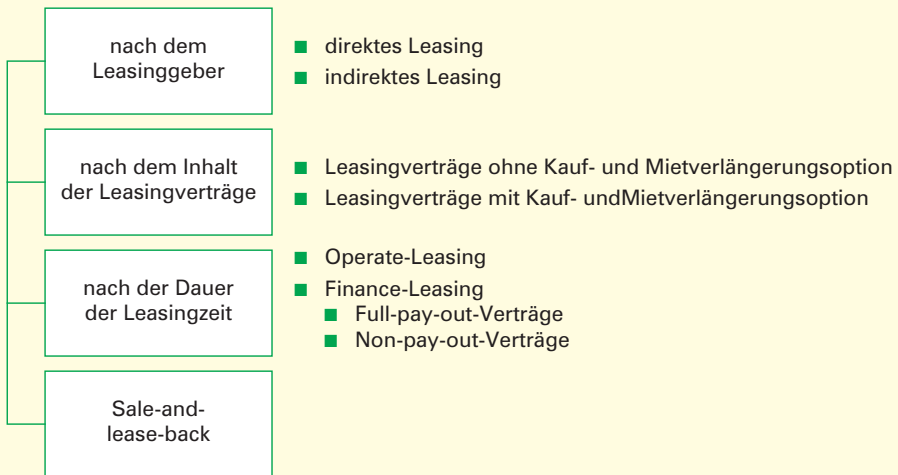 nach dem
Leasinggeber
■ direktes Leasing
■ indirektes Leasing
nach dem Inhalt
der Leasingverträge
■ Leasingverträge ohne Kauf- und Mietverlängerungsoption
■ Leasingverträge mit Kauf- undMietverlängerungsoption
nach der Dauer
der Leasingzeit
■ Operate-Leasing
■ Finance-Leasing
■ Full-pay-out-Verträge
■ Non-pay-out-Verträge
Sale-and-
lease-back